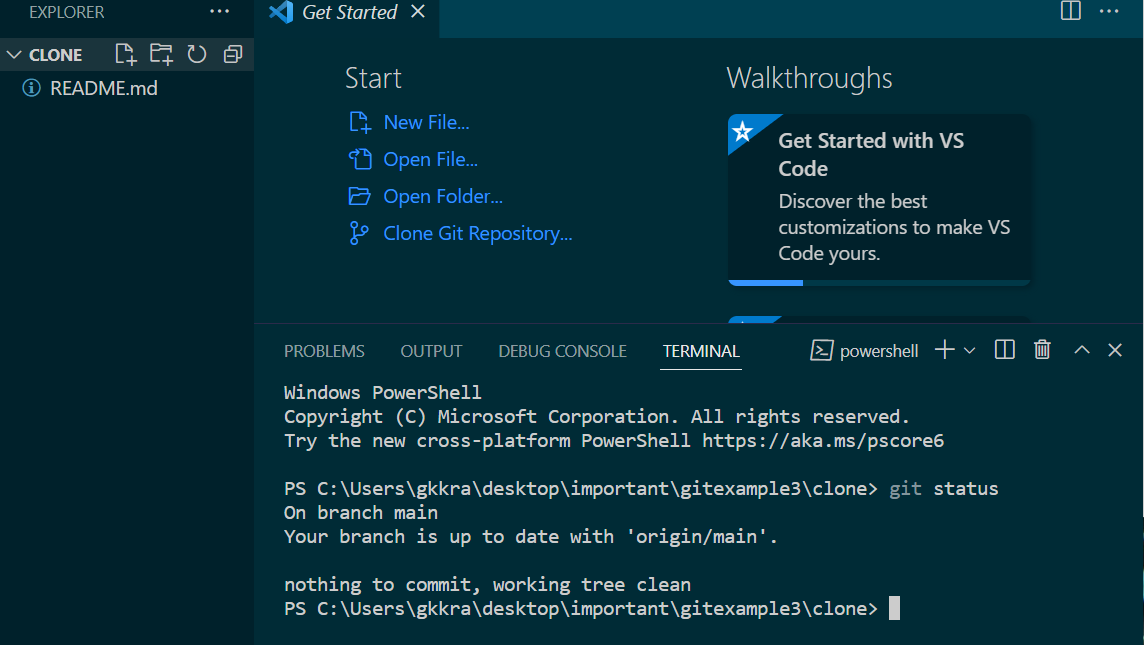 EXPLORER
Get Started
CLONE
README.md
Start
New File...
Open File...
Open Folder...
Clone Git Repository...
Walkthroughs
Get Started with VS
Code
Discover the best
customizations to make VS
Code yours.
PROBLEMS
OUTPUT
DEBUG CONSOLE
TERMINAL
powershell
Windows PowerShell
Copyright (C) Microsoft Corporation. All rights reserved.
Try the new cross-platform PowerShell https://aka.ms/pscore6
PS C:\Users\gkkra\desktop\important\gitexample3\clone> git status
On branch main
Your branch is up to date with 'origin/main'.
nothing to commit, working tree clean
PS C:\Users\gkkra\desktop\important\gitexample3\clone>